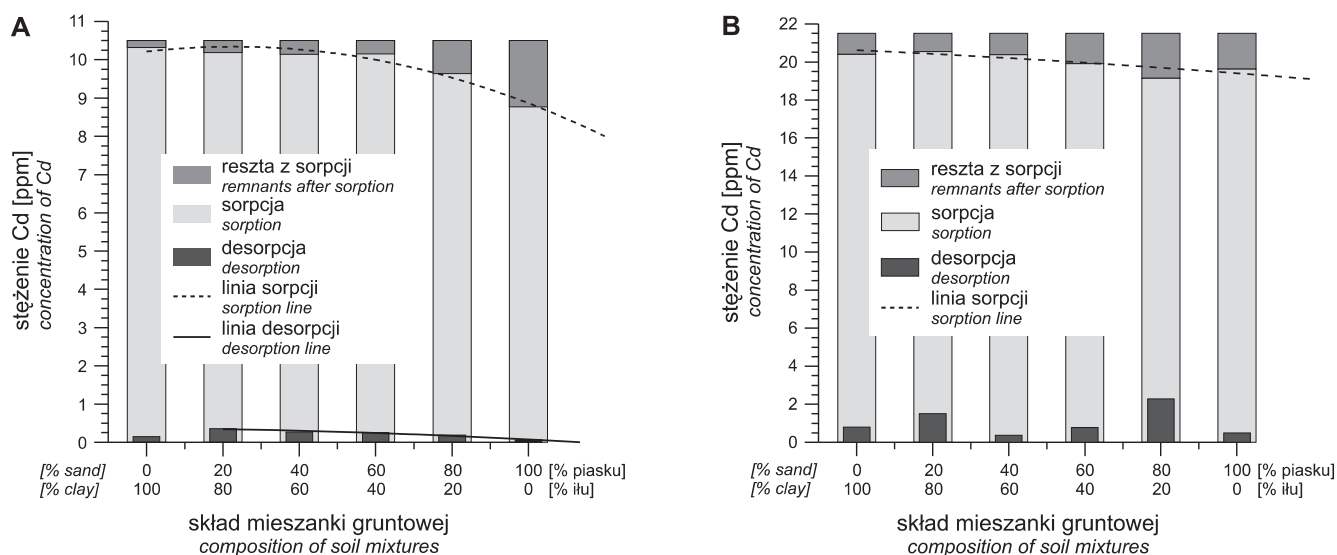 A
11
10
9
8
7
6
5
4
3
2
1
0
stężenie Cd [ppm]
concentration of Cd
reszta z sorpcji
remnants after sorption
sorpcja
sorption
desorpcja
desorption
linia sorpcji
sorption line
linia desorpcji
desorption line
[% sand] 0 20 40 60 80 100 [% piasku]
[% clay] 100 80 60 40 20 0 [% iłu]
skład mieszanki gruntowej
composition of soil mixtures
B
22
20
18
16
14
12
10
8
6
4
2
0
stężenie Cd [ppm]
concentration of Cd
reszta z sorpcji
remnants after sorption
sorpcja
sorption
desorpcja
desorption
linia sorpcji
sorption line
[% sand] 0 20 40 60 80 100 [% piasku]
[% clay] 100 80 60 40 20 0 [% iłu]
skład mieszanki gruntowej
composition of soil mixtures